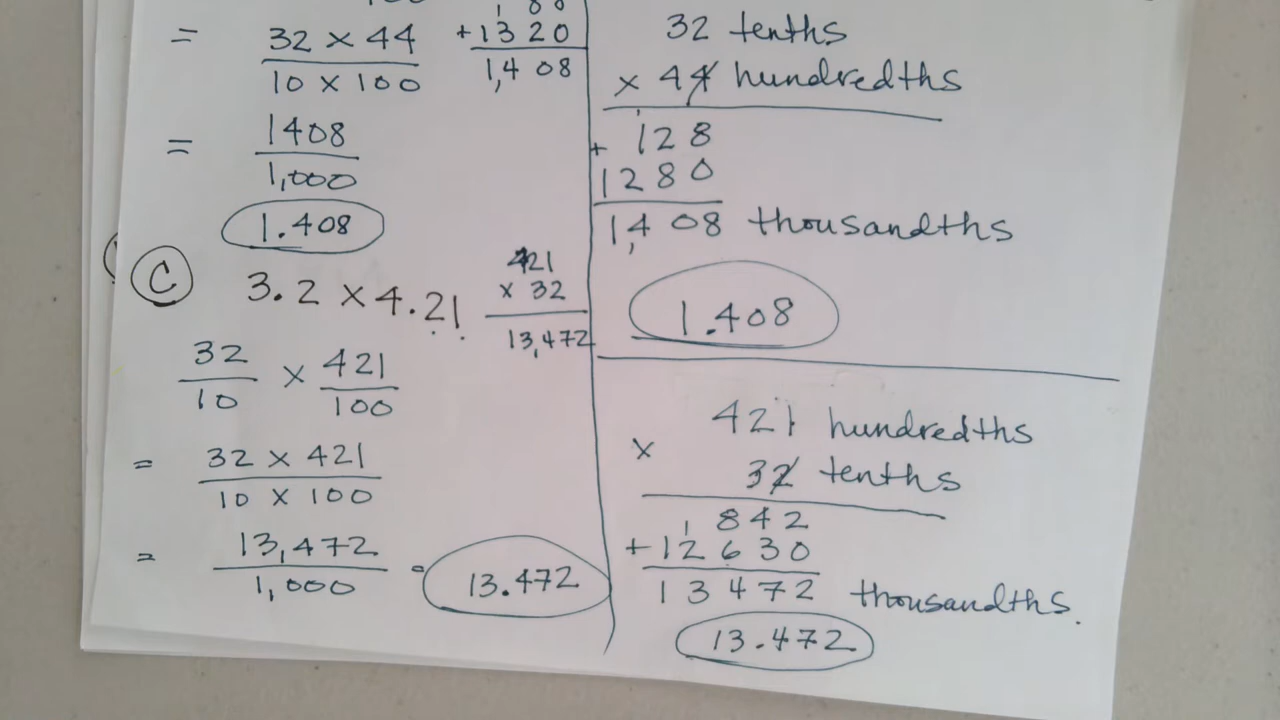 = 32 × 44
10 × 100
+1320
1,408
= 1408
1,000
1.408
C 3.2 × 4.21
421
× 32
13,472
32 × 421
10 100
= 32 × 421
10 × 100
= 13,472 = 13.472
1,000
32 tenths
× 44 hundredths
+ 128
1280
1,408 thousandths
1.408
421 hundredths
× 32 tenths
1 842
+12630
13472 thousandths.
13.472